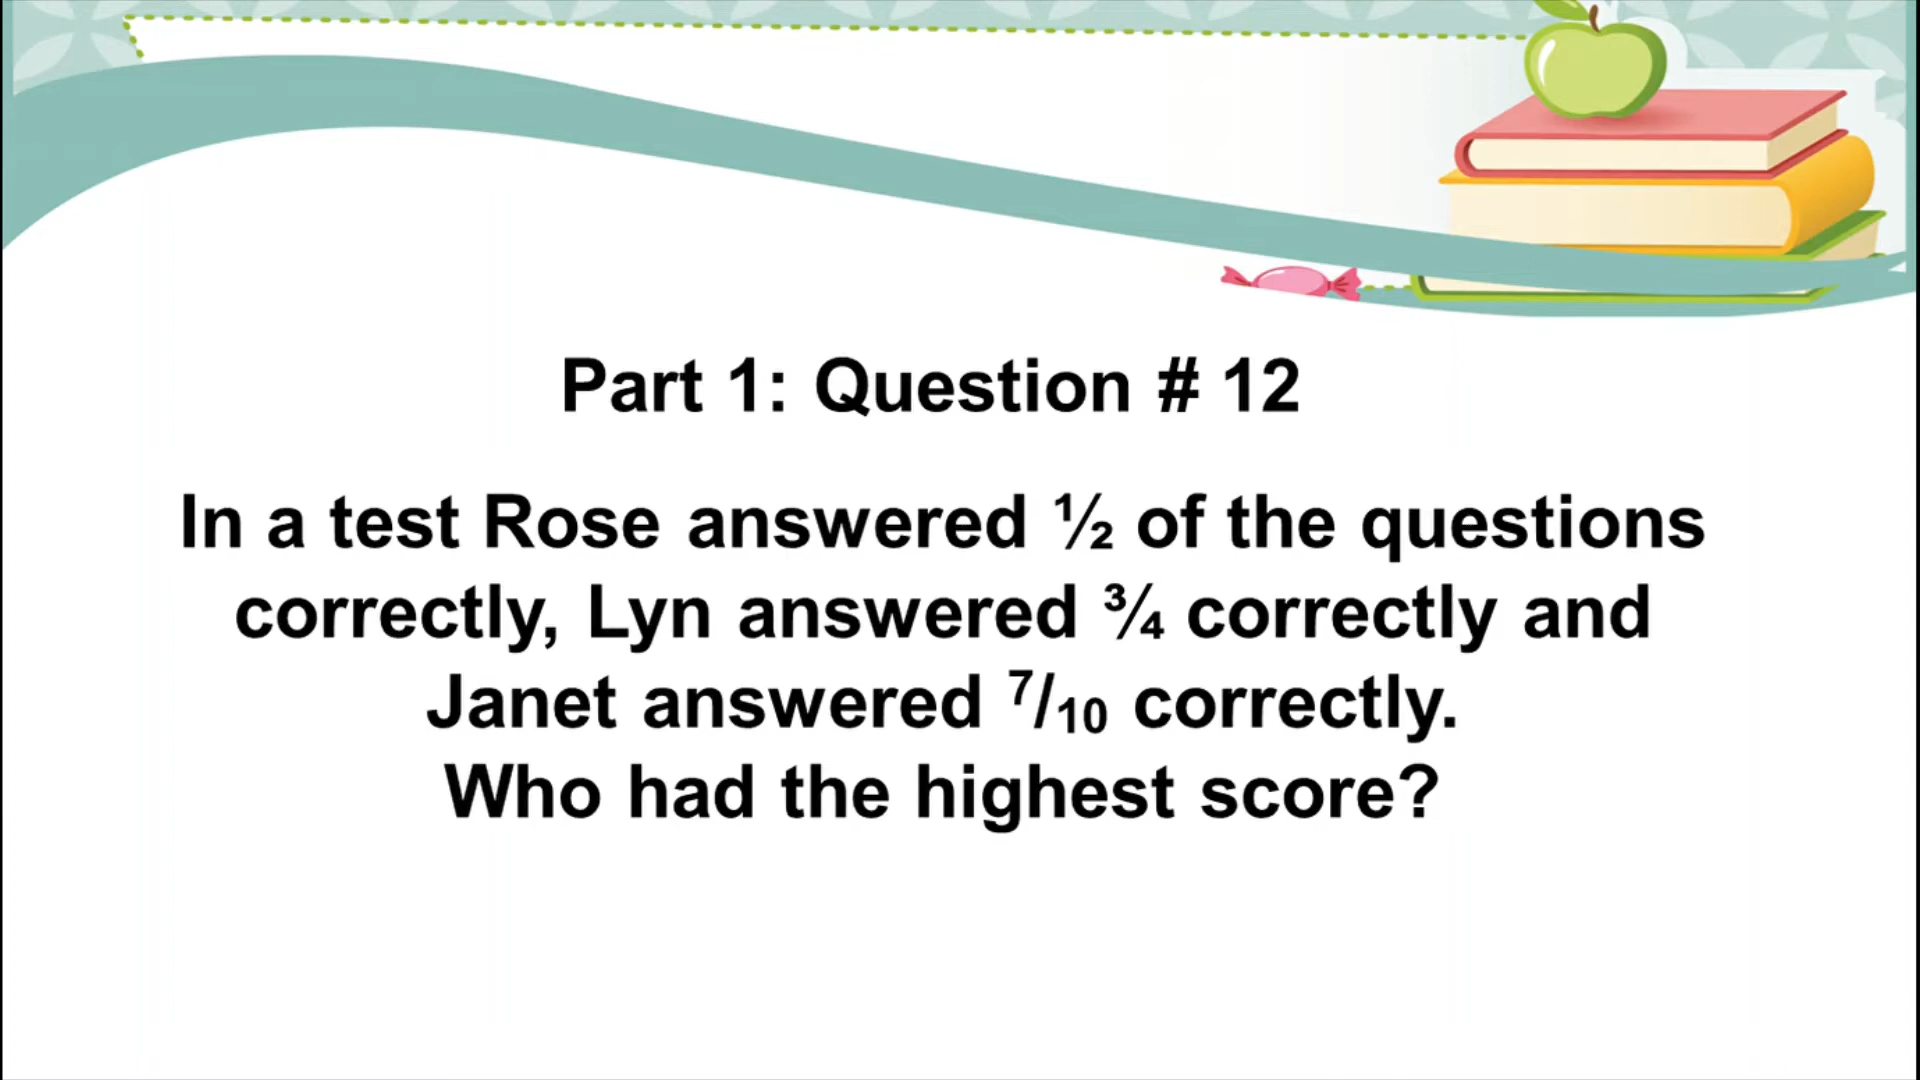 Part 1: Question # 12
In a test Rose answered ½ of the questions
correctly, Lyn answered ¾ correctly and
Janet answered ⁷/₁₀ correctly.
Who had the highest score?